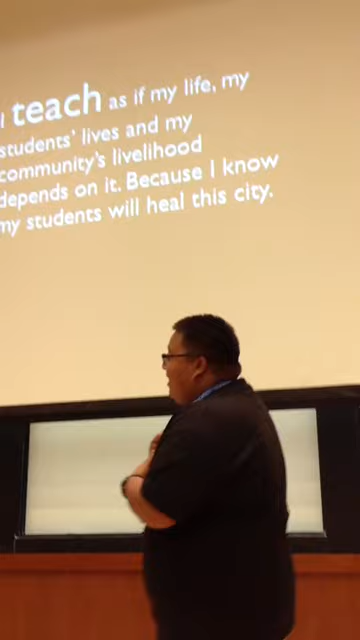 I teach as if my life, my
students' lives and my
community's livelihood
depends on it. Because I know
my students will heal this city.